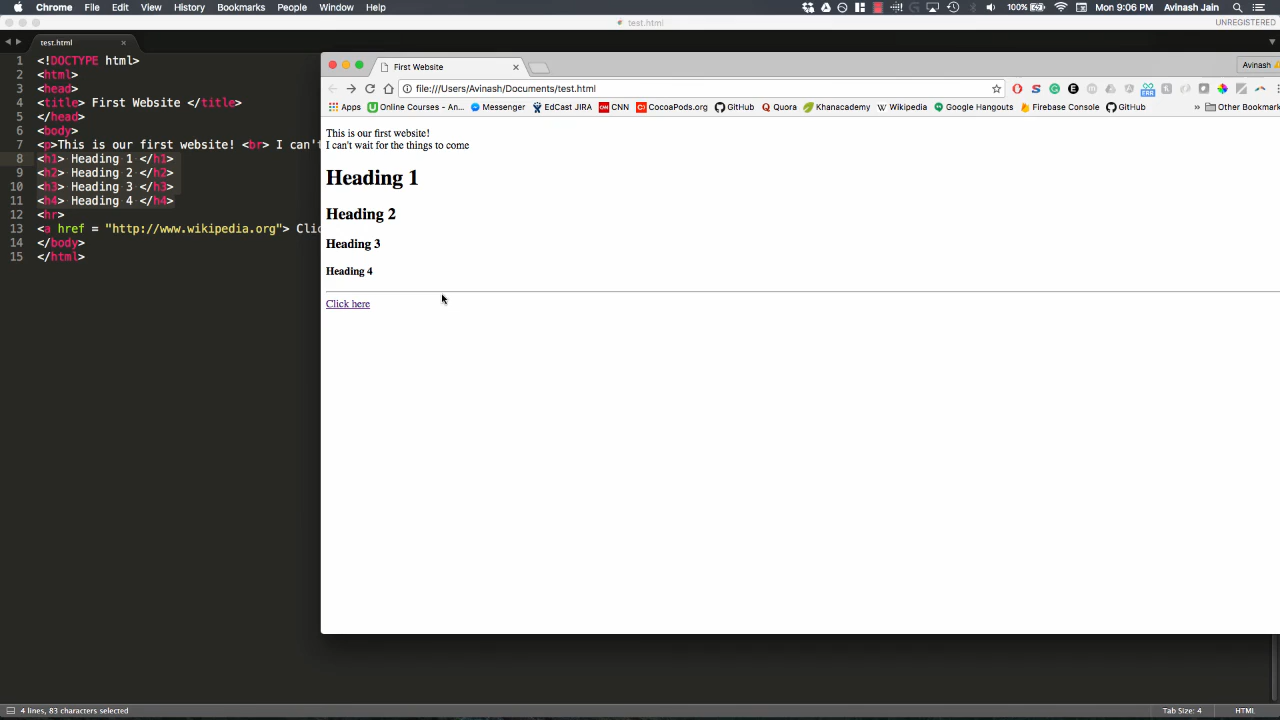 Chrome File Edit View History Bookmarks People Window Help 100% Mon 9:06 PM Avinash Jain
test.html UNREGISTERED
test.html
1 <!DOCTYPE html>
2 <html>
3 <head>
4 <title> First Website </title>
5 </head>
6 <body>
7 <p>This is our first website! <br> I can't
8 <h1> Heading 1 </h1>
9 <h2> Heading 2 </h2>
10 <h3> Heading 3 </h3>
11 <h4> Heading 4 </h4>
12 <hr>
13 <a href = "http://www.wikipedia.org"> Clic
14 </body>
15 </html>
First Website Avinash
file:///Users/Avinash/Documents/test.html
Apps Online Courses - An... Messenger EdCast JIRA CNN CocoaPods.org GitHub Quora Khanacademy Wikipedia Google Hangouts Firebase Console GitHub » Other Bookmark
This is our first website!
I can't wait for the things to come
Heading 1
Heading 2
Heading 3
Heading 4
Click here
4 lines, 83 characters selected Tab Size: 4 HTML